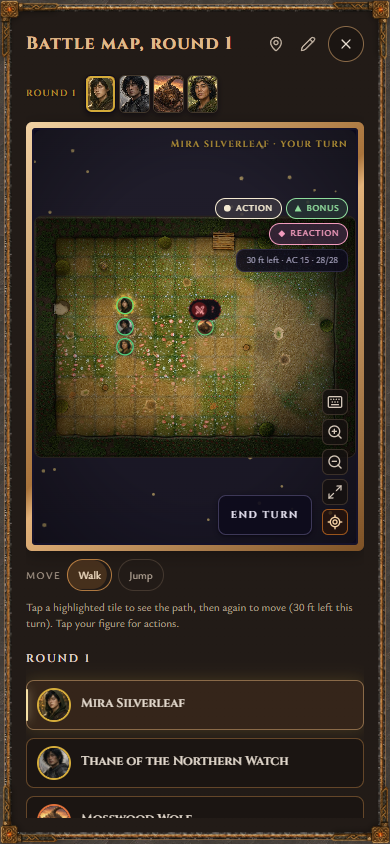 Battle map, round 1
ROUND 1
Mira Silverleaf · Your turn
ACTION
BONUS
REACTION
30 ft left · AC 15 · 28/28
END TURN
MOVE
Walk
Jump
Tap a highlighted tile to see the path, then again to move (30 ft left this
turn). Tap your figure for actions.
ROUND 1
Mira Silverleaf
Thane of the Northern Watch
Mosswood Wolf